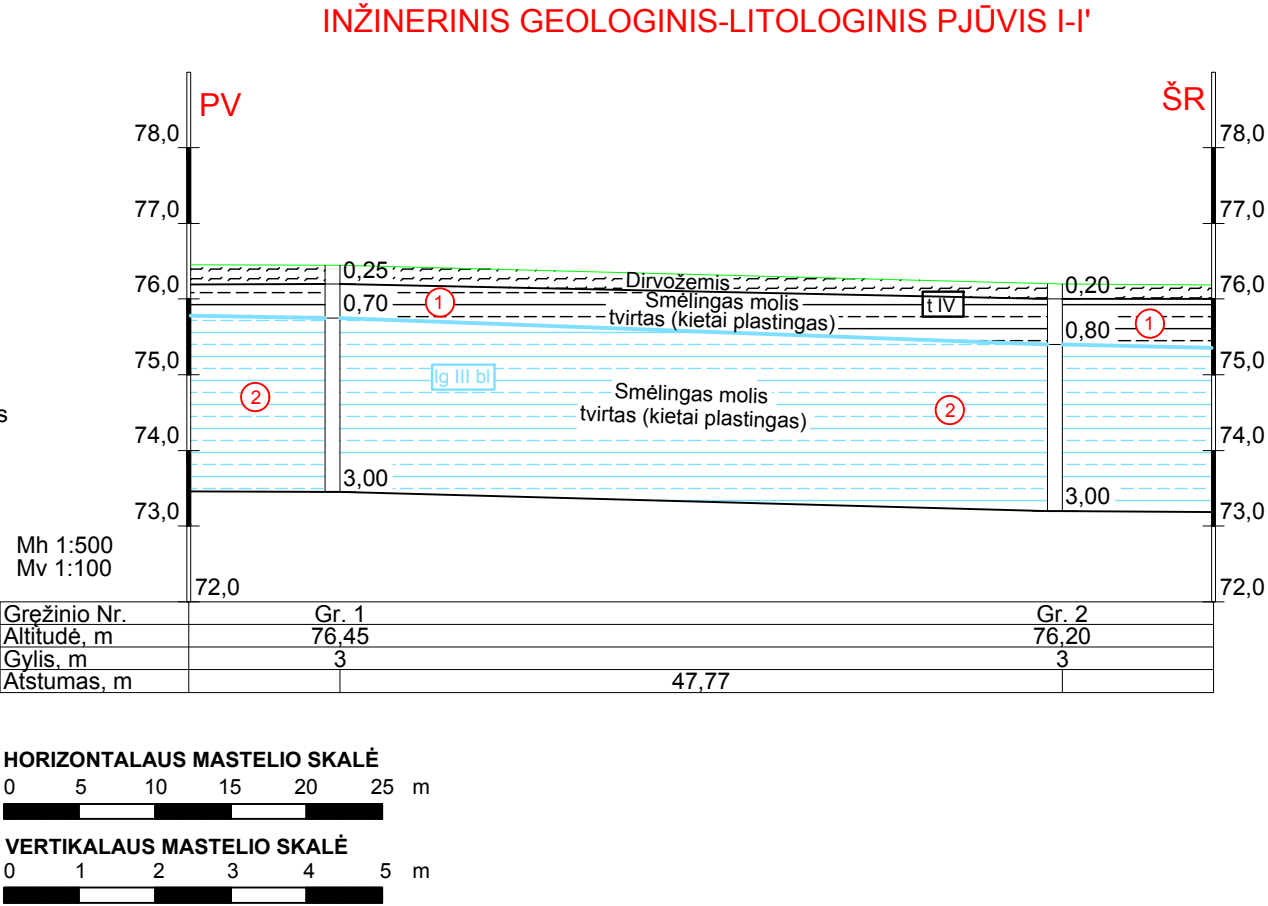 INŽINERINIS GEOLOGINIS-LITOLOGINIS PJŪVIS I-I'
PV
ŠR
78,0
78,0
77,0
77,0
0,25
Dirvožemis
0,20
76,0
76,0
0,70
1
Smėlingas molis
t IV
tvirtas (kietai plastingas)
0,80
1
75,0
75,0
lg III bl
2
Smėlingas molis
tvirtas (kietai plastingas)
2
s
74,0
74,0
3,00
3,00
73,0
73,0
Mh 1:500
Mv 1:100
72,0
72,0
Gręžinio Nr. Gr. 1 Gr. 2
Altitudė, m 76,45 76,20
Gylis, m 3 3
Atstumas, m 47,77
HORIZONTALAUS MASTELIO SKALĖ
0 5 10 15 20 25 m
VERTIKALAUS MASTELIO SKALĖ
0 1 2 3 4 5 m